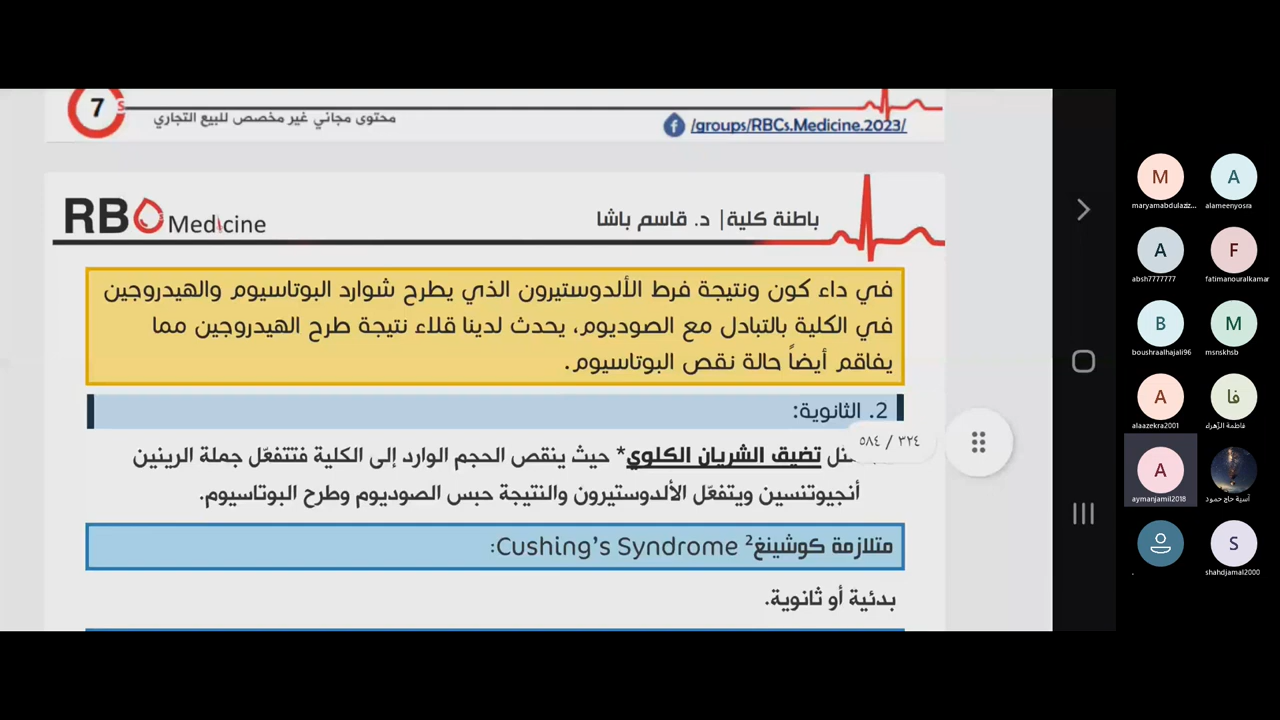 7
محتوى مجاني غير مخصص للبيع التجاري
/groups/RBCs.Medicine.2023/
RB Medicine
باطنة كلية| د. قاسم باشا
في داء كون ونتيجة فرط الألدوستيرون الذي يطرح شوارد البوتاسيوم والهيدروجين
في الكلية بالتبادل مع الصوديوم، يحدث لدينا قلاء نتيجة طرح الهيدروجين مما
يفاقم أيضاً حالة نقص البوتاسيوم.
2. الثانوية:
تضيق الشريان الكلوي* حيث ينقص الحجم الوارد إلى الكلية فتتفعّل جملة الرينين
أنجيوتنسين ويتفعّل الألدوستيرون والنتيجة حبس الصوديوم وطرح البوتاسيوم.
٣٢٤ / ٥٨٤
متلازمة كوشينغ2 Cushing's Syndrome:
بدئية أو ثانوية.
M
maryamabdulaziz...
A
alameenyosra
A
absh7777777
F
fatimanouralkamar
B
boushraalhajali96
M
msnskhsb
A
alaazekra2001
فا
فاطمة الزهراء
A
aymanjamil2018
آسية حاج حمود
.
S
shahdjamal2000